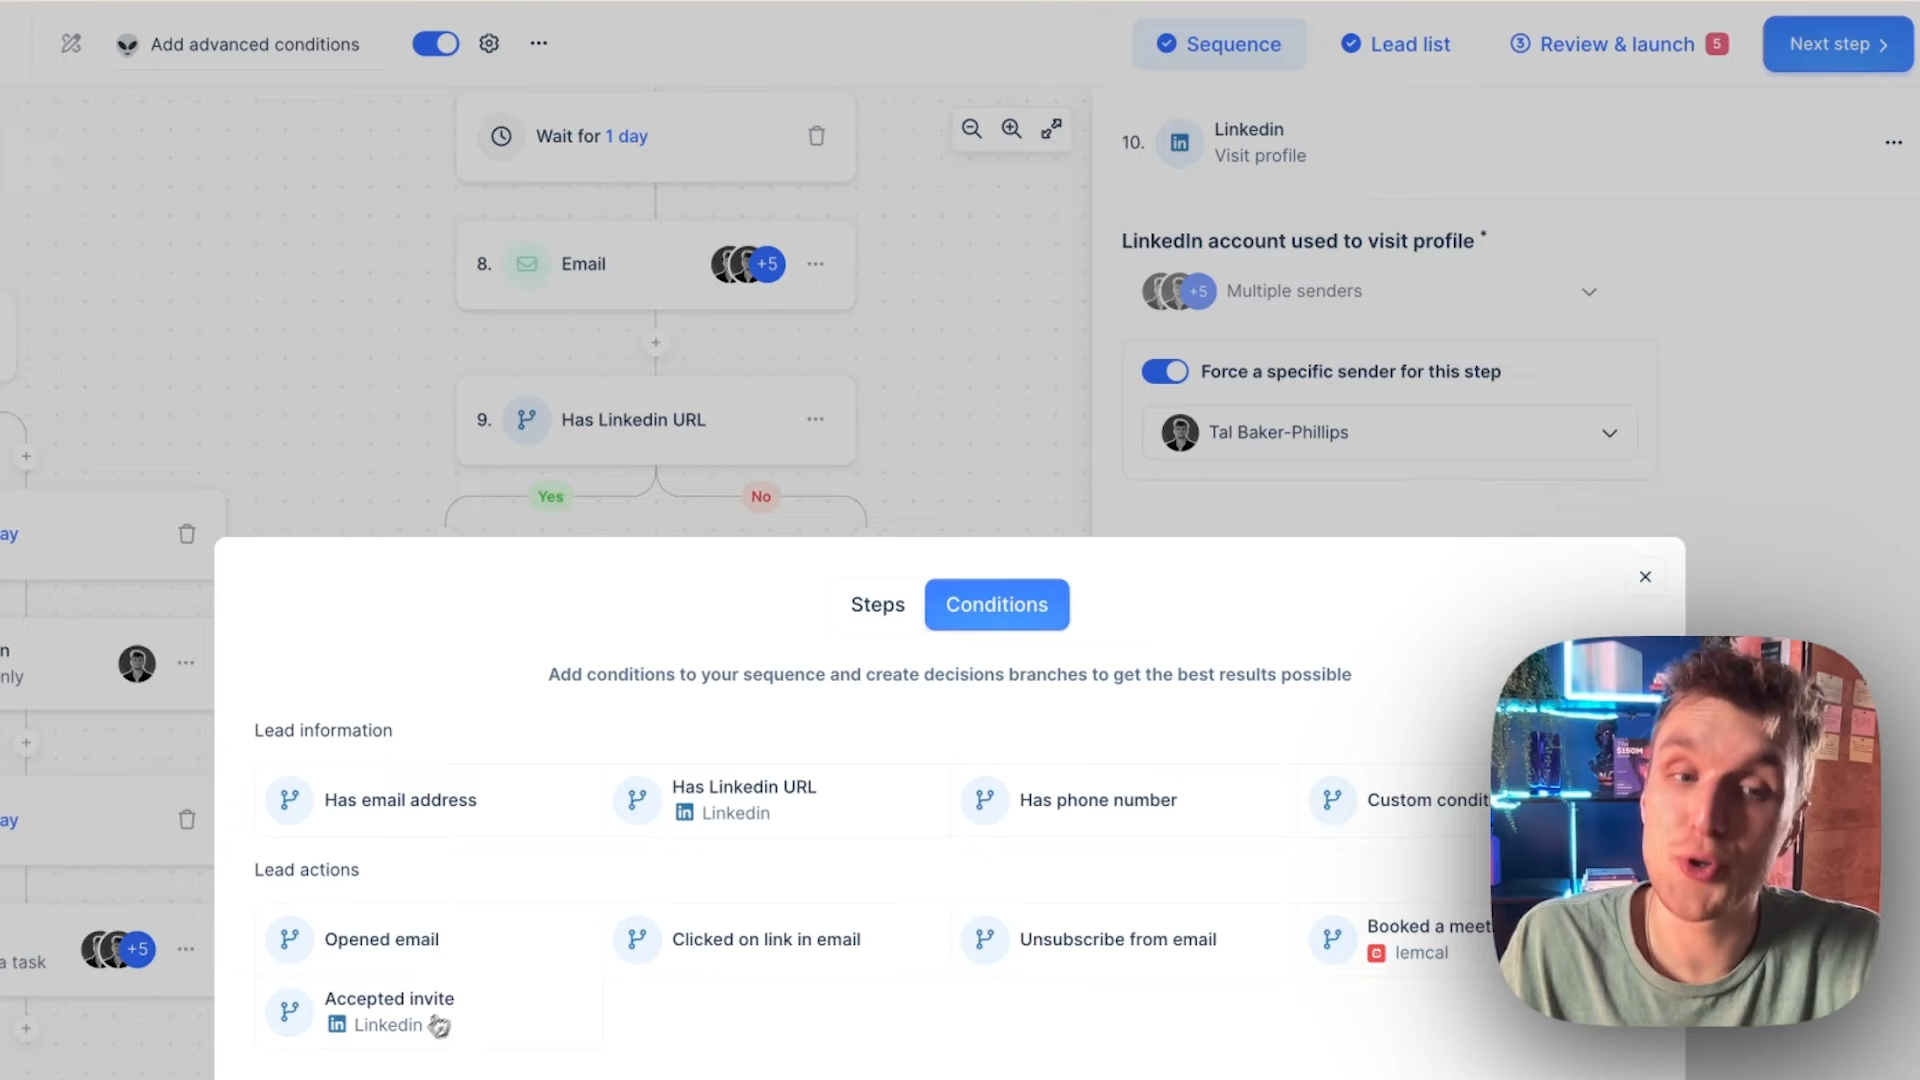 Add advanced conditions
Sequence
Lead list
3 Review & launch 5
Next step
Wait for 1 day
8. Email +5
9. Has Linkedin URL
Yes
No
10. Linkedin
Visit profile
LinkedIn account used to visit profile *
+5 Multiple senders
Force a specific sender for this step
Tal Baker-Phillips
ay
n
nly
ay
+5
a task
Steps
Conditions
Add conditions to your sequence and create decisions branches to get the best results possible
Lead information
Has email address
Has Linkedin URL
in Linkedin
Has phone number
Custom condit
Lead actions
Opened email
Clicked on link in email
Unsubscribe from email
Booked a meet
lemcal
Accepted invite
in Linkedin
$150M